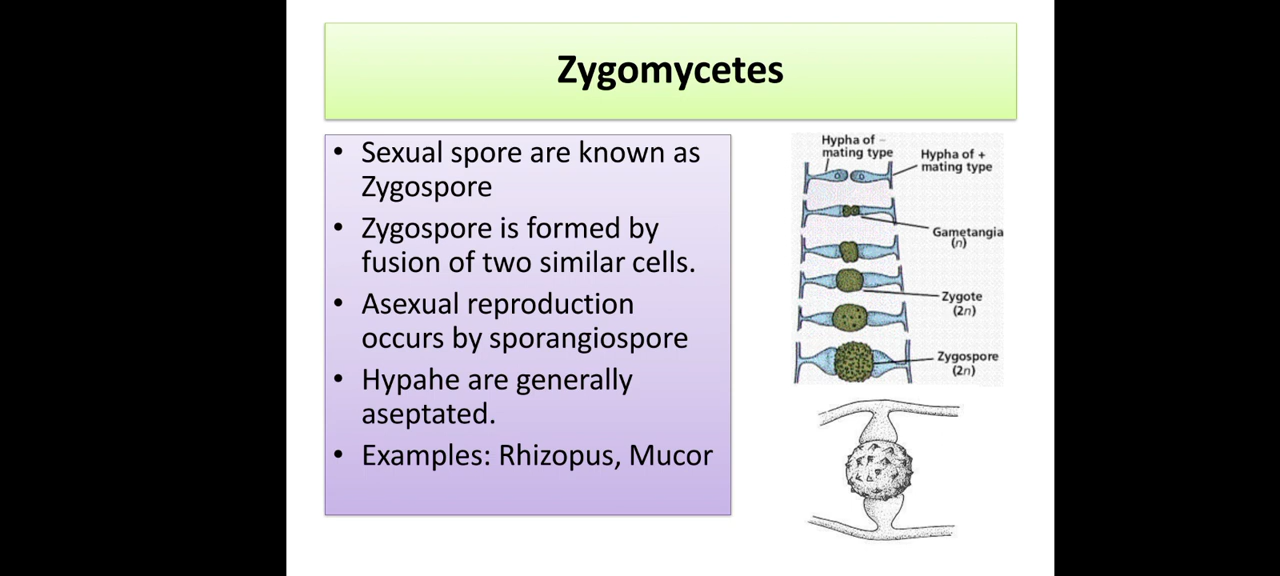 Zygomycetes
• Sexual spore are known as
Zygospore
• Zygospore is formed by
fusion of two similar cells.
• Asexual reproduction
occurs by sporangiospore
• Hypahe are generally
aseptated.
• Examples: Rhizopus, Mucor
Hypha of –
mating type
Hypha of +
mating type
Gametangia
(n)
Zygote
(2n)
Zygospore
(2n)